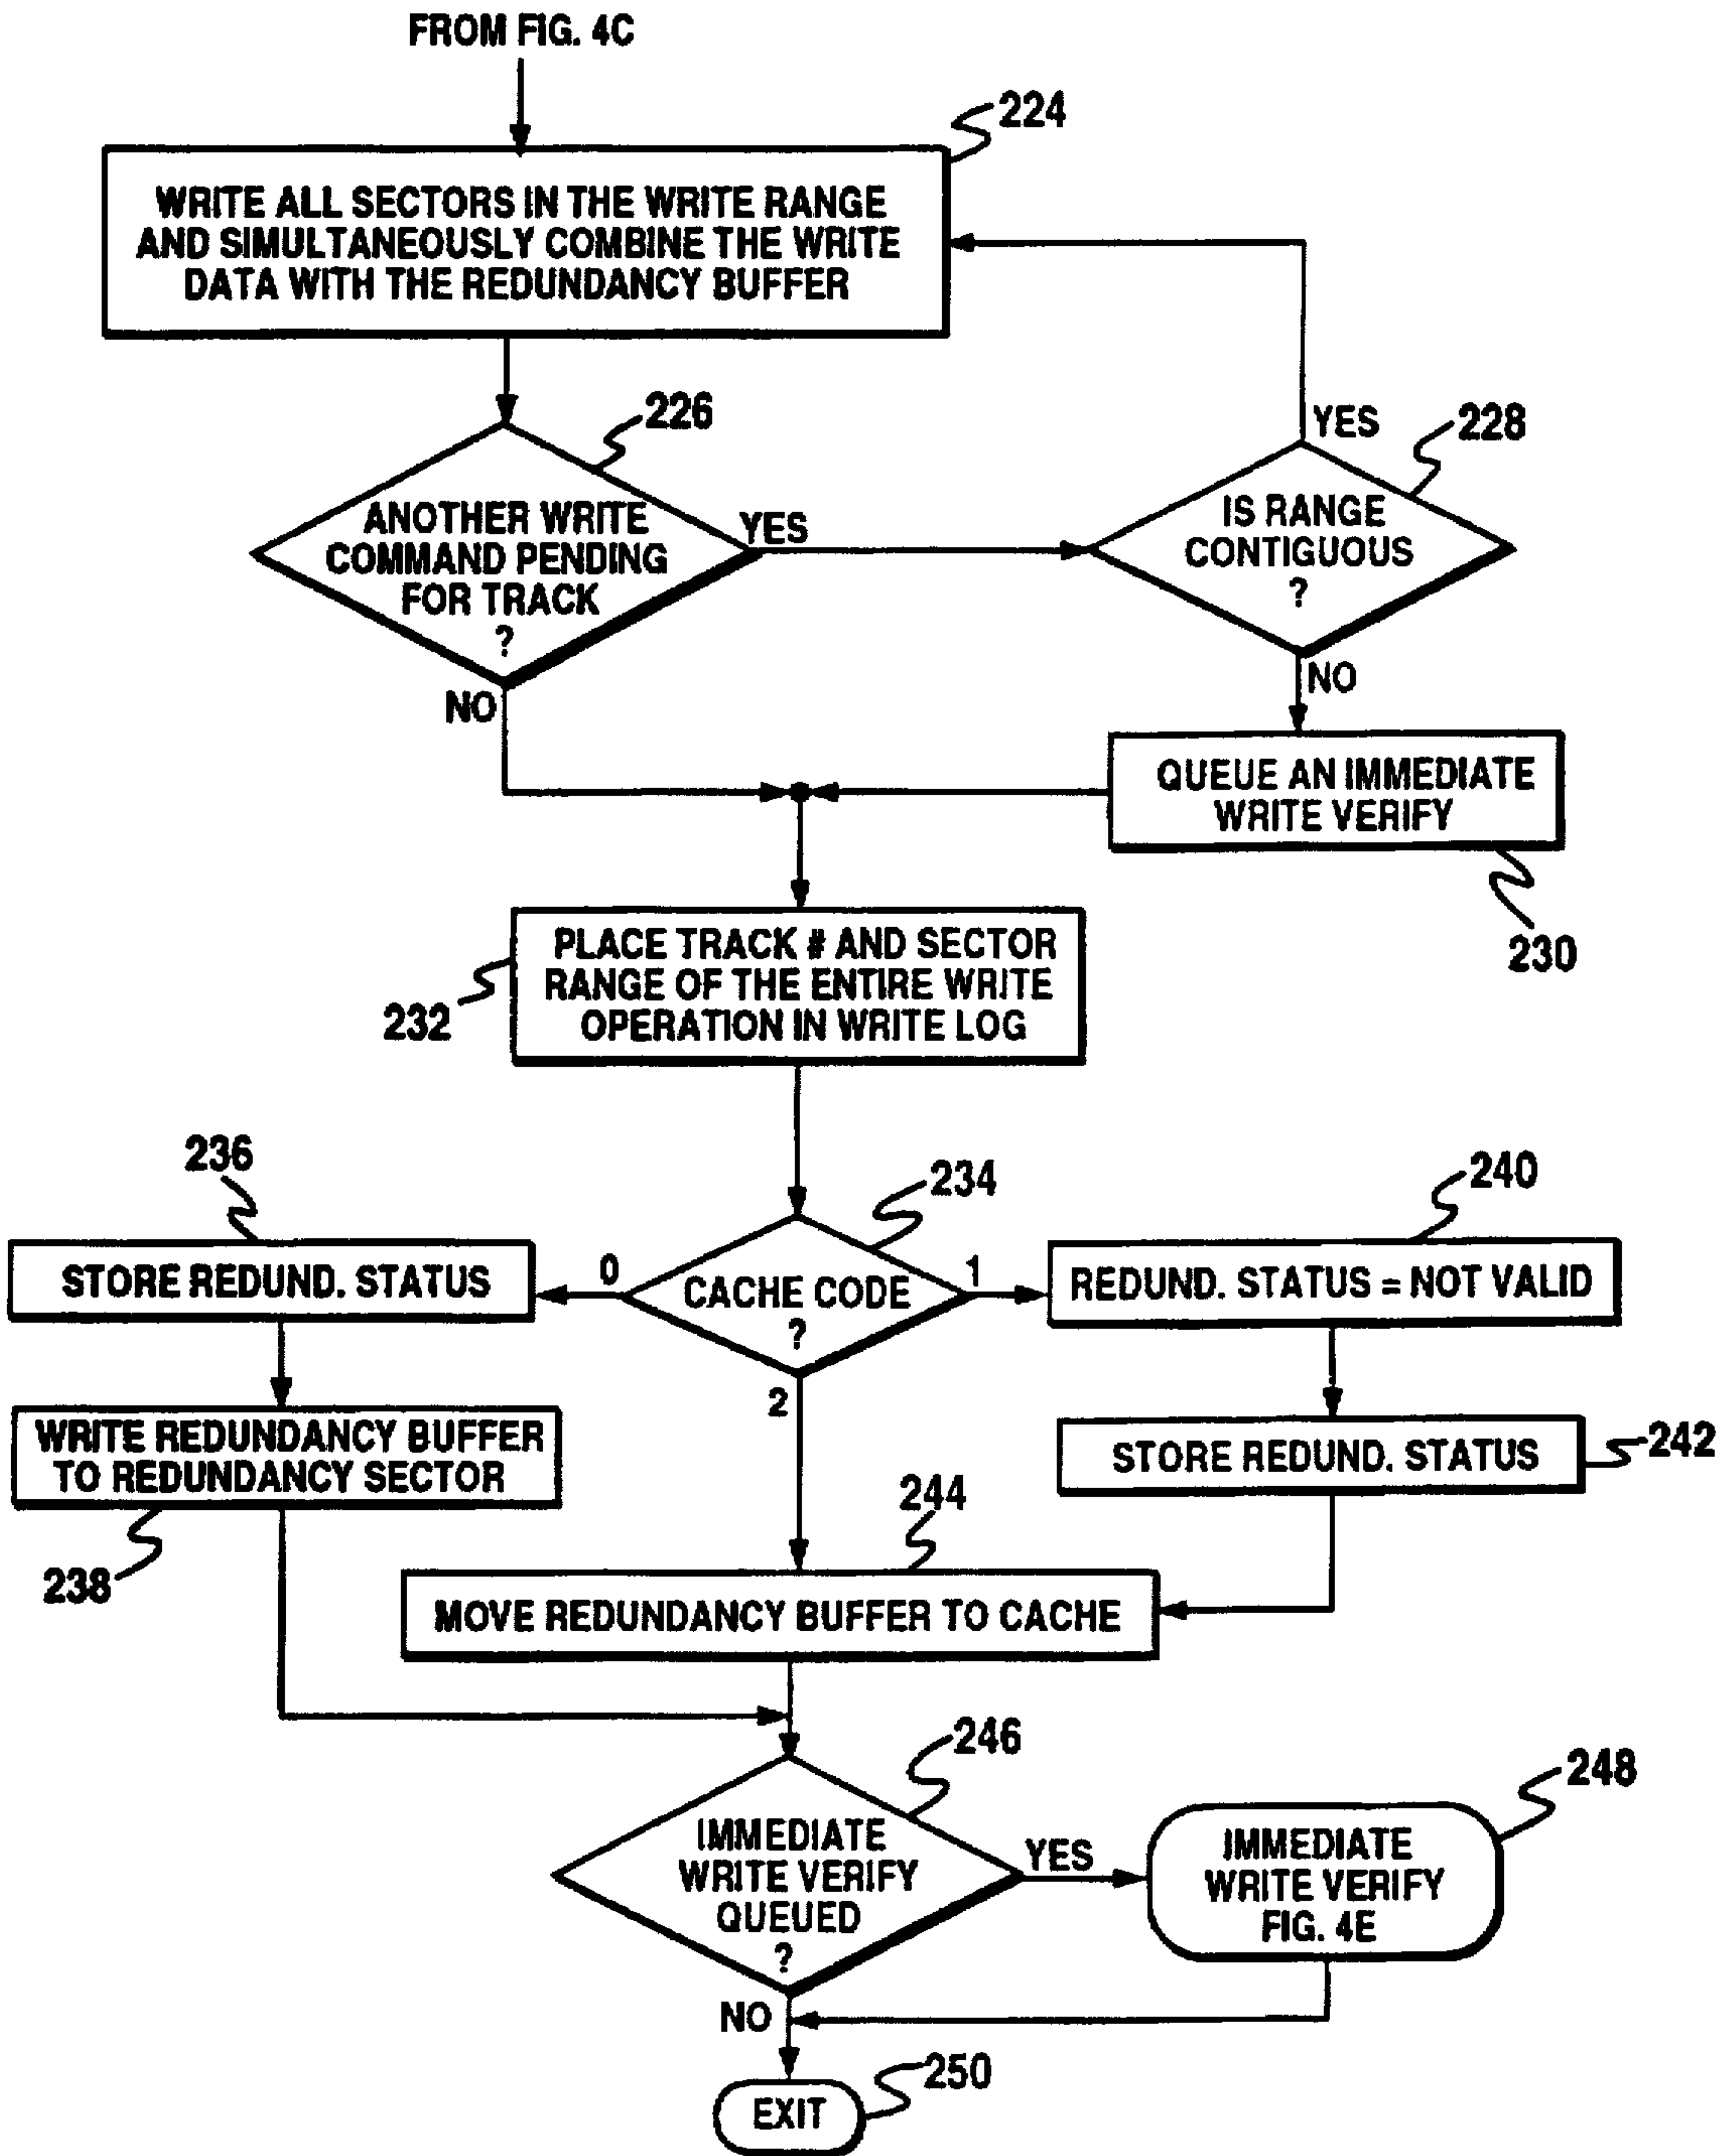 FROM FIG. 4C
224
WRITE ALL SECTORS IN THE WRITE RANGE
AND SIMULTANEOUSLY COMBINE THE WRITE
DATA WITH THE REDUNDANCY BUFFER
226
ANOTHER WRITE
COMMAND PENDING
FOR TRACK
?
YES
NO
228
YES
IS RANGE
CONTIGUOUS
?
NO
QUEUE AN IMMEDIATE
WRITE VERIFY
230
PLACE TRACK # AND SECTOR
RANGE OF THE ENTIRE WRITE
OPERATION IN WRITE LOG
232
234
CACHE CODE
?
0
1
2
236
STORE REDUND. STATUS
WRITE REDUNDANCY BUFFER
TO REDUNDANCY SECTOR
238
240
REDUND. STATUS = NOT VALID
STORE REDUND. STATUS
242
244
MOVE REDUNDANCY BUFFER TO CACHE
246
IMMEDIATE
WRITE VERIFY
QUEUED
?
YES
NO
248
IMMEDIATE
WRITE VERIFY
FIG. 4E
EXIT
250